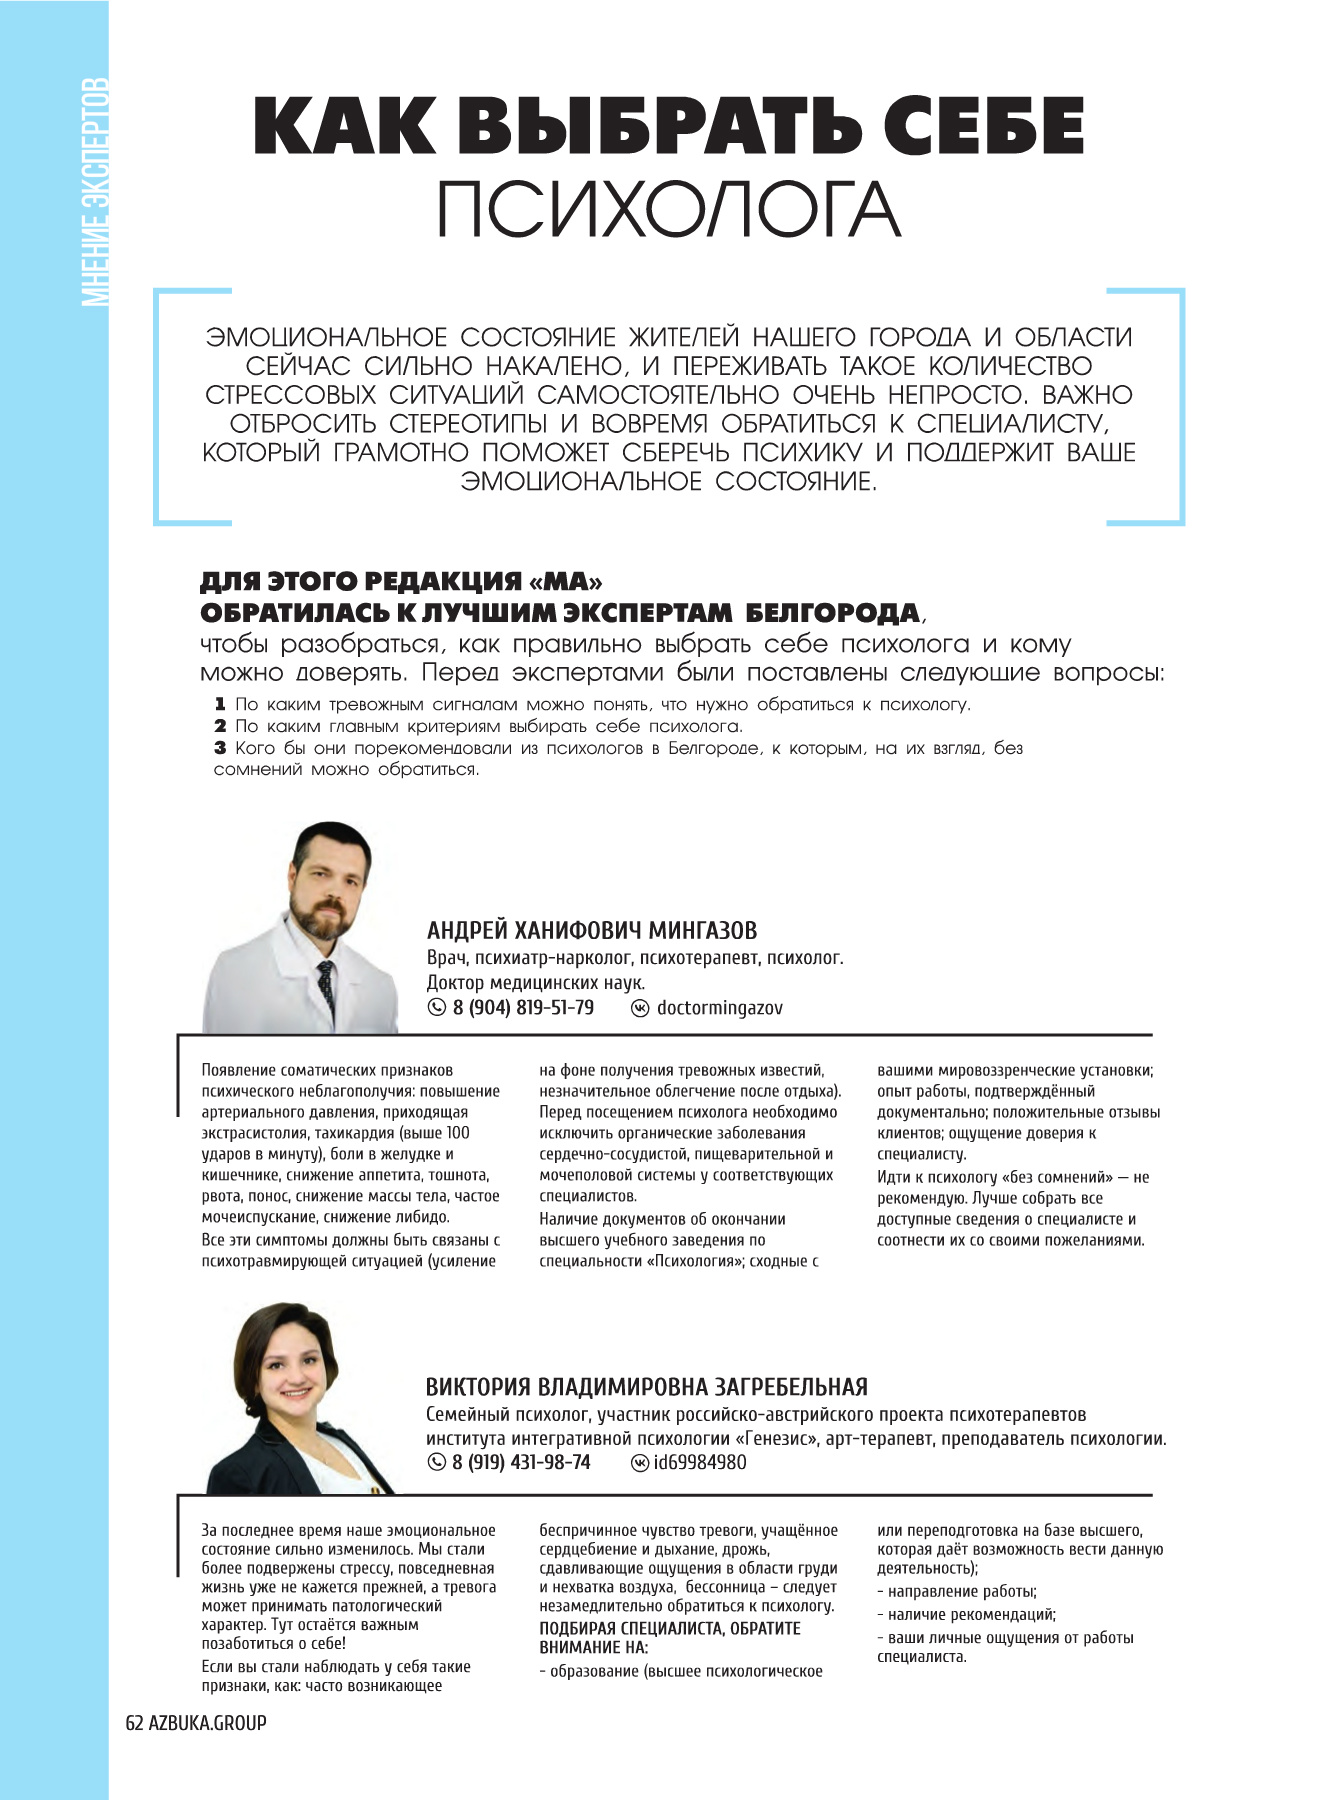 МНЕНИЕ ЭКСПЕРТОВ
КАК ВЫБРАТЬ СЕБЕ
ПСИХОЛОГА
ЭМОЦИОНАЛЬНОЕ СОСТОЯНИЕ ЖИТЕЛЕЙ НАШЕГО ГОРОДА И ОБЛАСТИ
СЕЙЧАС СИЛЬНО НАКАЛЕНО, И ПЕРЕЖИВАТЬ ТАКОЕ КОЛИЧЕСТВО
СТРЕССОВЫХ СИТУАЦИЙ САМОСТОЯТЕЛЬНО ОЧЕНЬ НЕПРОСТО. ВАЖНО
ОТБРОСИТЬ СТЕРЕОТИПЫ И ВОВРЕМЯ ОБРАТИТЬСЯ К СПЕЦИАЛИСТУ,
КОТОРЫЙ ГРАМОТНО ПОМОЖЕТ СБЕРЕЧЬ ПСИХИКУ И ПОДДЕРЖИТ ВАШЕ
ЭМОЦИОНАЛЬНОЕ СОСТОЯНИЕ.
ДЛЯ ЭТОГО РЕДАКЦИЯ «МА»
ОБРАТИЛАСЬ К ЛУЧШИМ ЭКСПЕРТАМ БЕЛГОРОДА,
чтобы разобраться, как правильно выбрать себе психолога и кому
можно доверять. Перед экспертами были поставлены следующие вопросы:
1 По каким тревожным сигналам можно понять, что нужно обратиться к психологу.
2 По каким главным критериям выбирать себе психолога.
3 Кого бы они порекомендовали из психологов в Белгороде, к которым, на их взгляд, без
сомнений можно обратиться.
АНДРЕЙ ХАНИФОВИЧ МИНГАЗОВ
Врач, психиатр-нарколог, психотерапевт, психолог.
Доктор медицинских наук.
8 (904) 819-51-79 doctormingazov
Появление соматических признаков
психического неблагополучия: повышение
артериального давления, приходящая
экстрасистолия, тахикардия (выше 100
ударов в минуту), боли в желудке и
кишечнике, снижение аппетита, тошнота,
рвота, понос, снижение массы тела, частое
мочеиспускание, снижение либидо.
Все эти симптомы должны быть связаны с
психотравмирующей ситуацией (усиление
на фоне получения тревожных известий,
незначительное облегчение после отдыха).
Перед посещением психолога необходимо
исключить органические заболевания
сердечно-сосудистой, пищеварительной и
мочеполовой системы у соответствующих
специалистов.
Наличие документов об окончании
высшего учебного заведения по
специальности «Психология»; сходные с
вашими мировоззренческие установки;
опыт работы, подтверждённый
документально; положительные отзывы
клиентов; ощущение доверия к
специалисту.
Идти к психологу «без сомнений» — не
рекомендую. Лучше собрать все
доступные сведения о специалисте и
соотнести их со своими пожеланиями.
ВИКТОРИЯ ВЛАДИМИРОВНА ЗАГРЕБЕЛЬНАЯ
Семейный психолог, участник российско-австрийского проекта психотерапевтов
института интегративной психологии «Генезис», арт-терапевт, преподаватель психологии.
8 (919) 431-98-74 id69984980
За последнее время наше эмоциональное
состояние сильно изменилось. Мы стали
более подвержены стрессу, повседневная
жизнь уже не кажется прежней, а тревога
может принимать патологический
характер. Тут остаётся важным
позаботиться о себе!
Если вы стали наблюдать у себя такие
признаки, как: часто возникающее
беспричинное чувство тревоги, учащённое
сердцебиение и дыхание, дрожь,
сдавливающие ощущения в области груди
и нехватка воздуха, бессонница – следует
незамедлительно обратиться к психологу.
ПОДБИРАЯ СПЕЦИАЛИСТА, ОБРАТИТЕ
ВНИМАНИЕ НА:
- образование (высшее психологическое
или переподготовка на базе высшего,
которая даёт возможность вести данную
деятельность);
- направление работы;
- наличие рекомендаций;
- ваши личные ощущения от работы
специалиста.
62 AZBUKA.GROUP